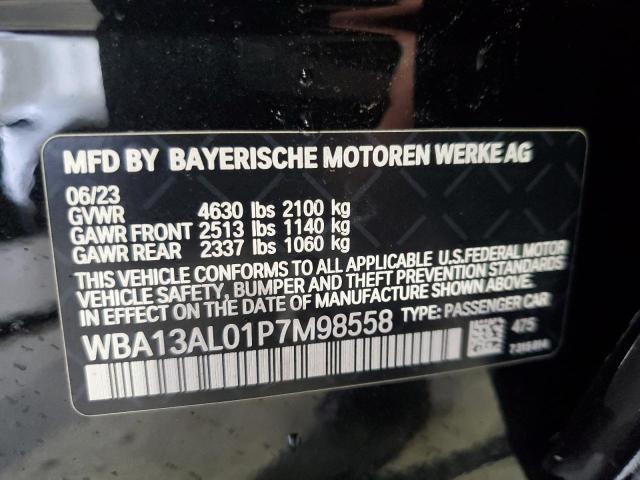 MFD BY BAYERISCHE MOTOREN WERKE AG
06/23
GVWR 4630 lbs 2100 kg
GAWR FRONT 2513 lbs 1140 kg
GAWR REAR 2337 lbs 1060 kg
THIS VEHICLE CONFORMS TO ALL APPLICABLE U.S.FEDERAL MOTOR
VEHICLE SAFETY, BUMPER AND THEFT PREVENTION STANDARDS
IN EFFECT ON THE DATE OF MANUFACTURE SHOWN ABOVE.
WBA13AL01P7M98558 TYPE: PASSENGER CAR
475